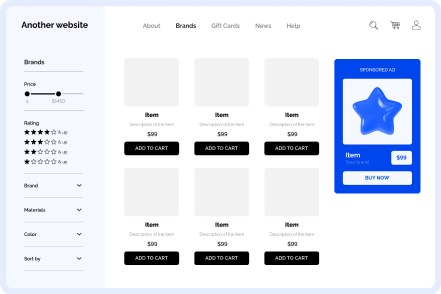 Another website
About Brands Gift Cards News Help
Brands
Price
0 $1450
Rating
& up
& up
& up
& up
Brand
Materials
Color
Sort by
Item Item Item
Description of the item Description of the item Description of the item
$99 $99 $99
ADD TO CART ADD TO CART ADD TO CART
Item Item Item
Description of the item Description of the item Description of the item
$99 $99 $99
ADD TO CART ADD TO CART ADD TO CART
SPONSORED AD
Item
Your brand
$99
BUY NOW